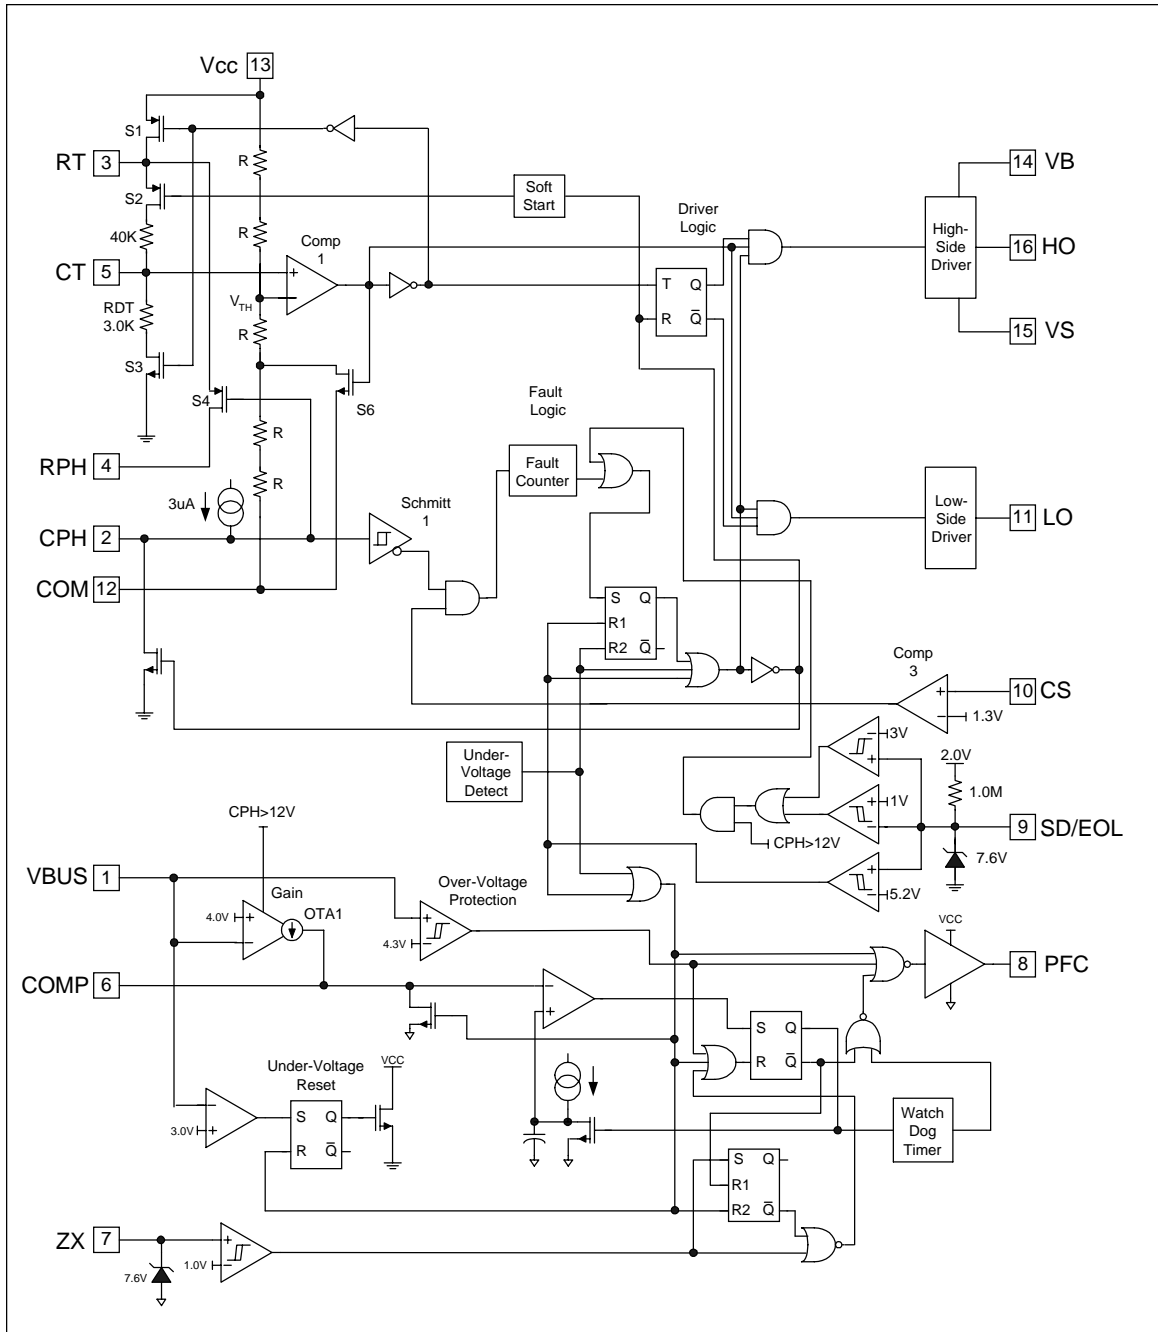 Vcc 13
S1
RT 3
R
14 VB
S2
Soft
Start
Driver
Logic
High-
Side
Driver
40K
R
Comp
1
16 HO
CT 5
VTH
T Q
R Q
RDT
3.0K
R
15 VS
S3
S4
S6
Fault
Logic
R
RPH 4
Fault
Counter
R
3uA
Schmitt
1
Low-
Side
Driver
11 LO
CPH 2
COM 12
S Q
R1
R2 Q
Comp
3
+
10 CS
− 1.3V
Under-
Voltage
Detect
− 3V
+
2.0V
1.0M
+ 1V
−
9 SD/EOL
CPH>12V
CPH>12V
7.6V
VBUS 1
+
− 5.2V
Gain
Over-Voltage
Protection
4.0V +
−
OTA1
+
4.3V −
VCC
8 PFC
COMP 6
−
+
S Q
R Q
Under-Voltage
Reset
VCC
−
3.0V +
S Q
R Q
Watch
Dog
Timer
S Q
R1
R2 Q
ZX 7
+
1.0V −
7.6V